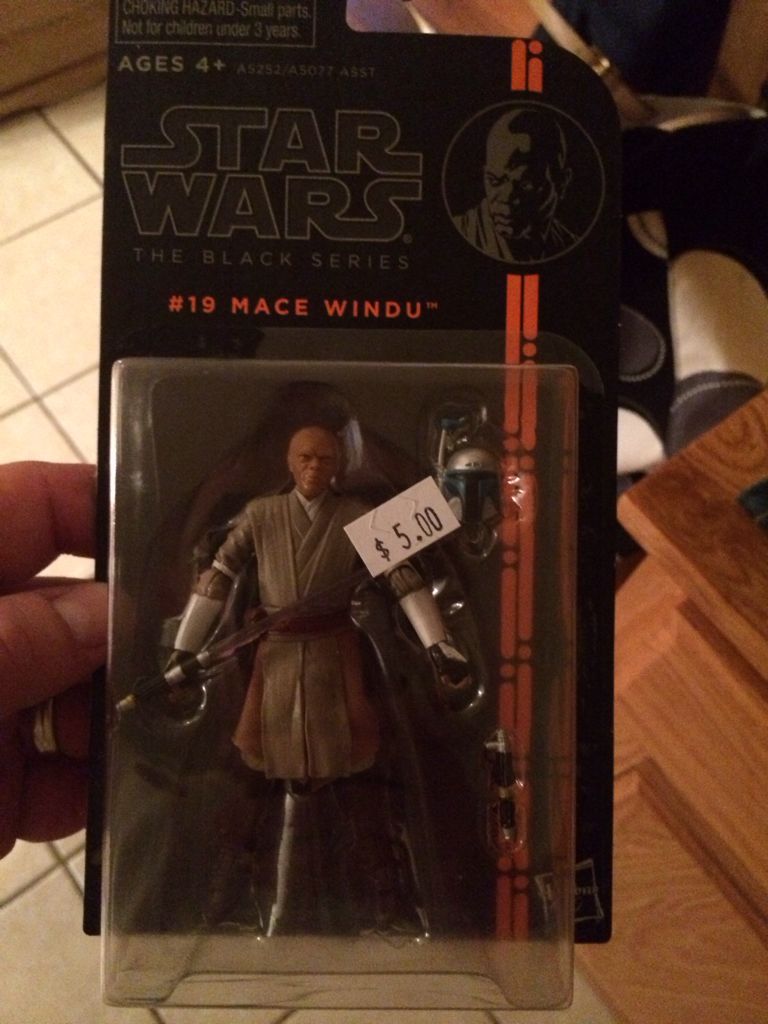 CHOKING HAZARD-Small parts.
Not for children under 3 years.
AGES 4+ A5252/A5077 ASST
STAR
WARS®
THE BLACK SERIES
#19 MACE WINDU™
$ 5.00
Hasbro